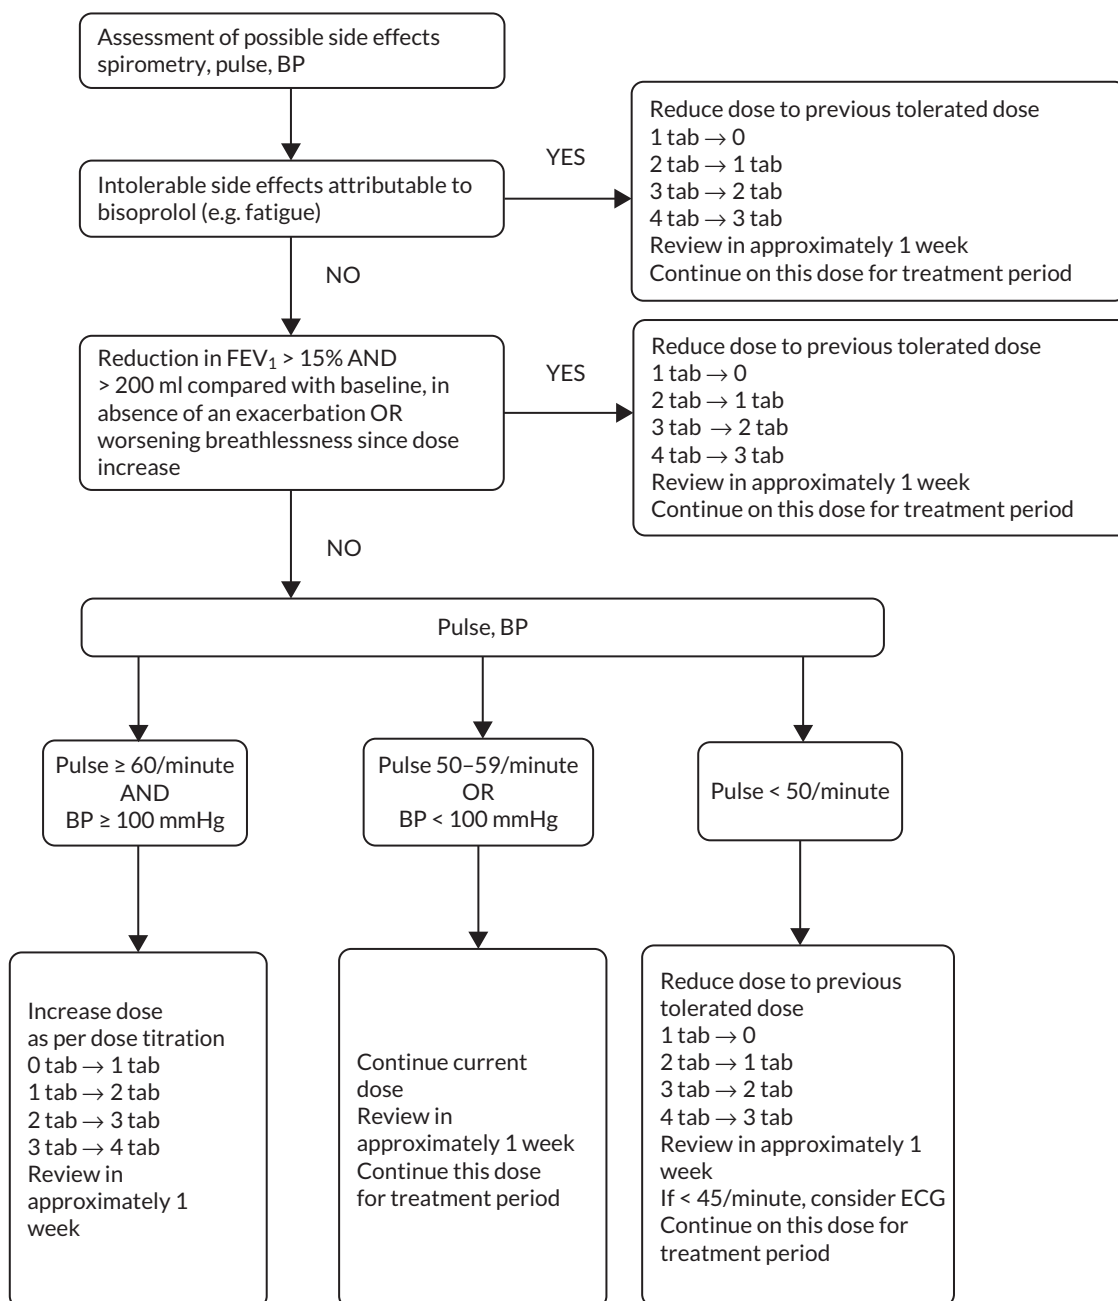 Assessment of possible side effects
spirometry, pulse, BP
Intolerable side effects attributable to
bisoprolol (e.g. fatigue)
YES
Reduce dose to previous tolerated dose
1 tab → 0
2 tab → 1 tab
3 tab → 2 tab
4 tab → 3 tab
Review in approximately 1 week
Continue on this dose for treatment period
NO
Reduction in FEV₁ > 15% AND
> 200 ml compared with baseline, in
absence of an exacerbation OR
worsening breathlessness since dose
increase
YES
Reduce dose to previous tolerated dose
1 tab → 0
2 tab → 1 tab
3 tab → 2 tab
4 tab → 3 tab
Review in approximately 1 week
Continue on this dose for treatment period
NO
Pulse, BP
Pulse ≥ 60/minute
AND
BP ≥ 100 mmHg
Pulse 50–59/minute
OR
BP < 100 mmHg
Pulse < 50/minute
Increase dose
as per dose titration
0 tab → 1 tab
1 tab → 2 tab
2 tab → 3 tab
3 tab → 4 tab
Review in
approximately 1
week
Continue current
dose
Review in
approximately 1 week
Continue this dose
for treatment period
Reduce dose to previous
tolerated dose
1 tab → 0
2 tab → 1 tab
3 tab → 2 tab
4 tab → 3 tab
Review in approximately 1
week
If < 45/minute, consider ECG
Continue on this dose for
treatment period